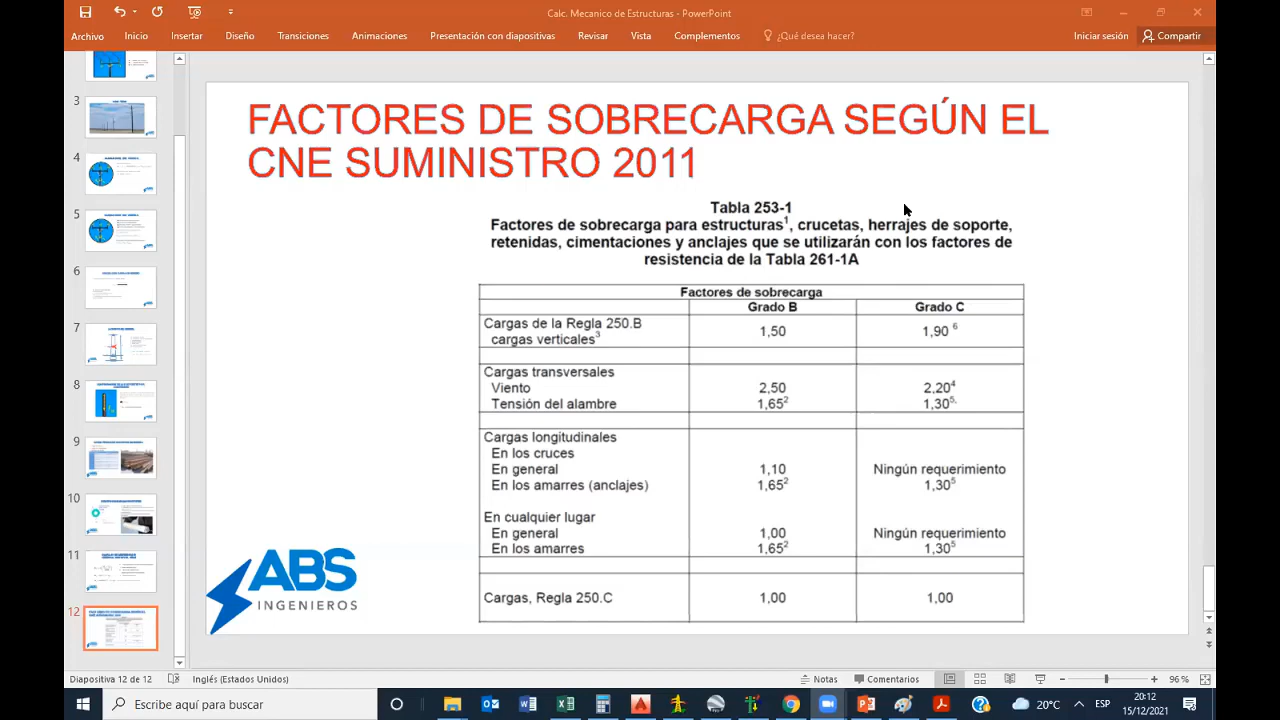 Calc. Mecanico de Estructuras - PowerPoint
Archivo Inicio Insertar Diseño Transiciones Animaciones Presentación con diapositivas Revisar Vista Complementos ¿Qué desea hacer? Iniciar sesión Compartir
3
4
5
6
7
8
9
10
11
12
FACTORES DE SOBRECARGA SEGÚN EL
CNE SUMINISTRO 2011
Tabla 253-1
Factores de sobrecarga para estructuras¹, crucetas, herrajes de soporte,
retenidas, cimentaciones y anclajes que se utilizarán con los factores de
resistencia de la Tabla 261-1A
Factores de sobrecarga
Grado B Grado C
Cargas de la Regla 250.B
cargas verticales³ 1,50 1,90 ⁶
Cargas transversales
Viento 2,50 2,20⁴
Tensión del alambre 1,65² 1,30⁵·
Cargas longitudinales
En los cruces
En general 1,10 Ningún requerimiento
En los amarres (anclajes) 1,65² 1,30⁵
En cualquier lugar
En general 1,00 Ningún requerimiento
En los amarres 1,65² 1,30⁵
Cargas, Regla 250.C 1,00 1,00
ABS
INGENIEROS
Diapositiva 12 de 12 Inglés (Estados Unidos) Notas Comentarios 96 %
Escribe aquí para buscar 20°C ESP 20:12
15/12/2021